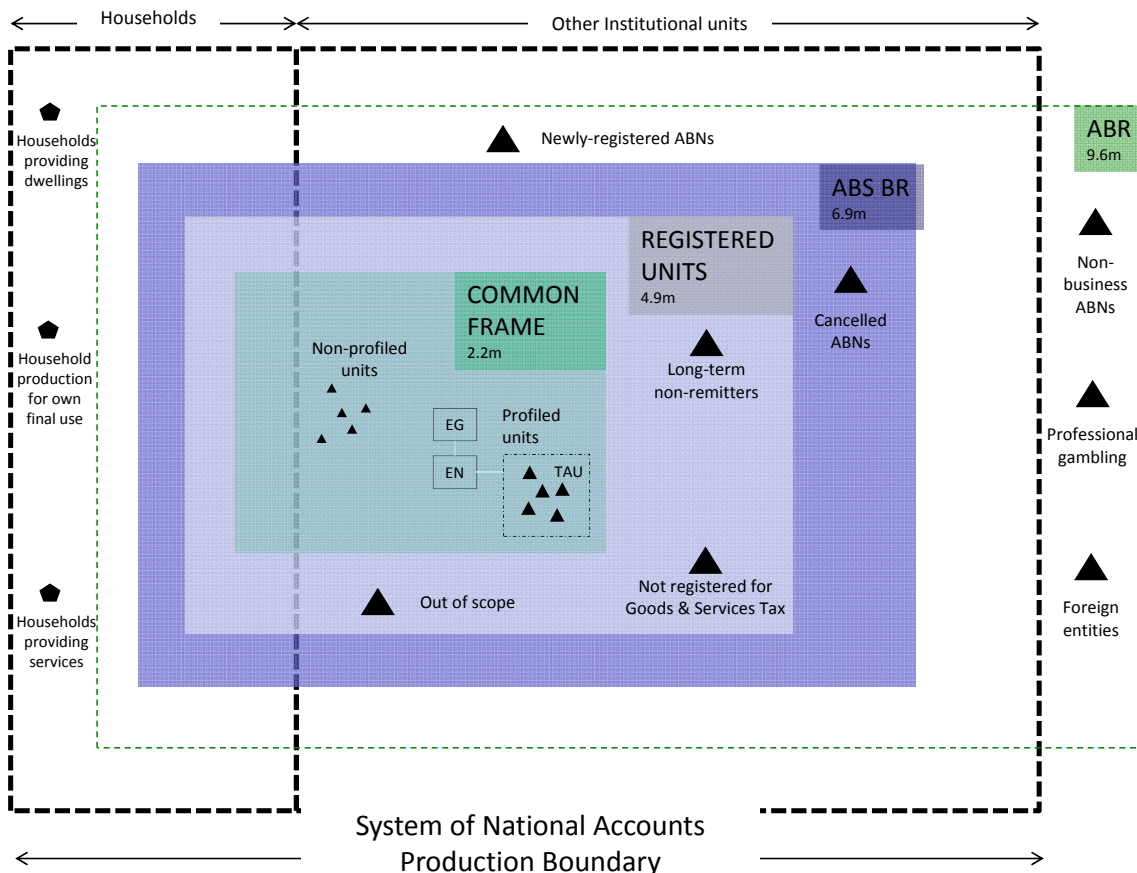 Households
Other Institutional units
Households
providing
dwellings
Newly-registered ABNs
ABR
9.6m
ABS BR
6.9m
REGISTERED
UNITS
4.9m
Non-
business
ABNs
COMMON
FRAME
2.2m
Cancelled
ABNs
Household
production
for own
final use
Non-profiled
units
Long-term
non-remitters
Profiled
units
EG
EN
TAU
Professional
gambling
Households
providing
services
Out of scope
Not registered for
Goods & Services Tax
Foreign
entities
System of National Accounts
Production Boundary